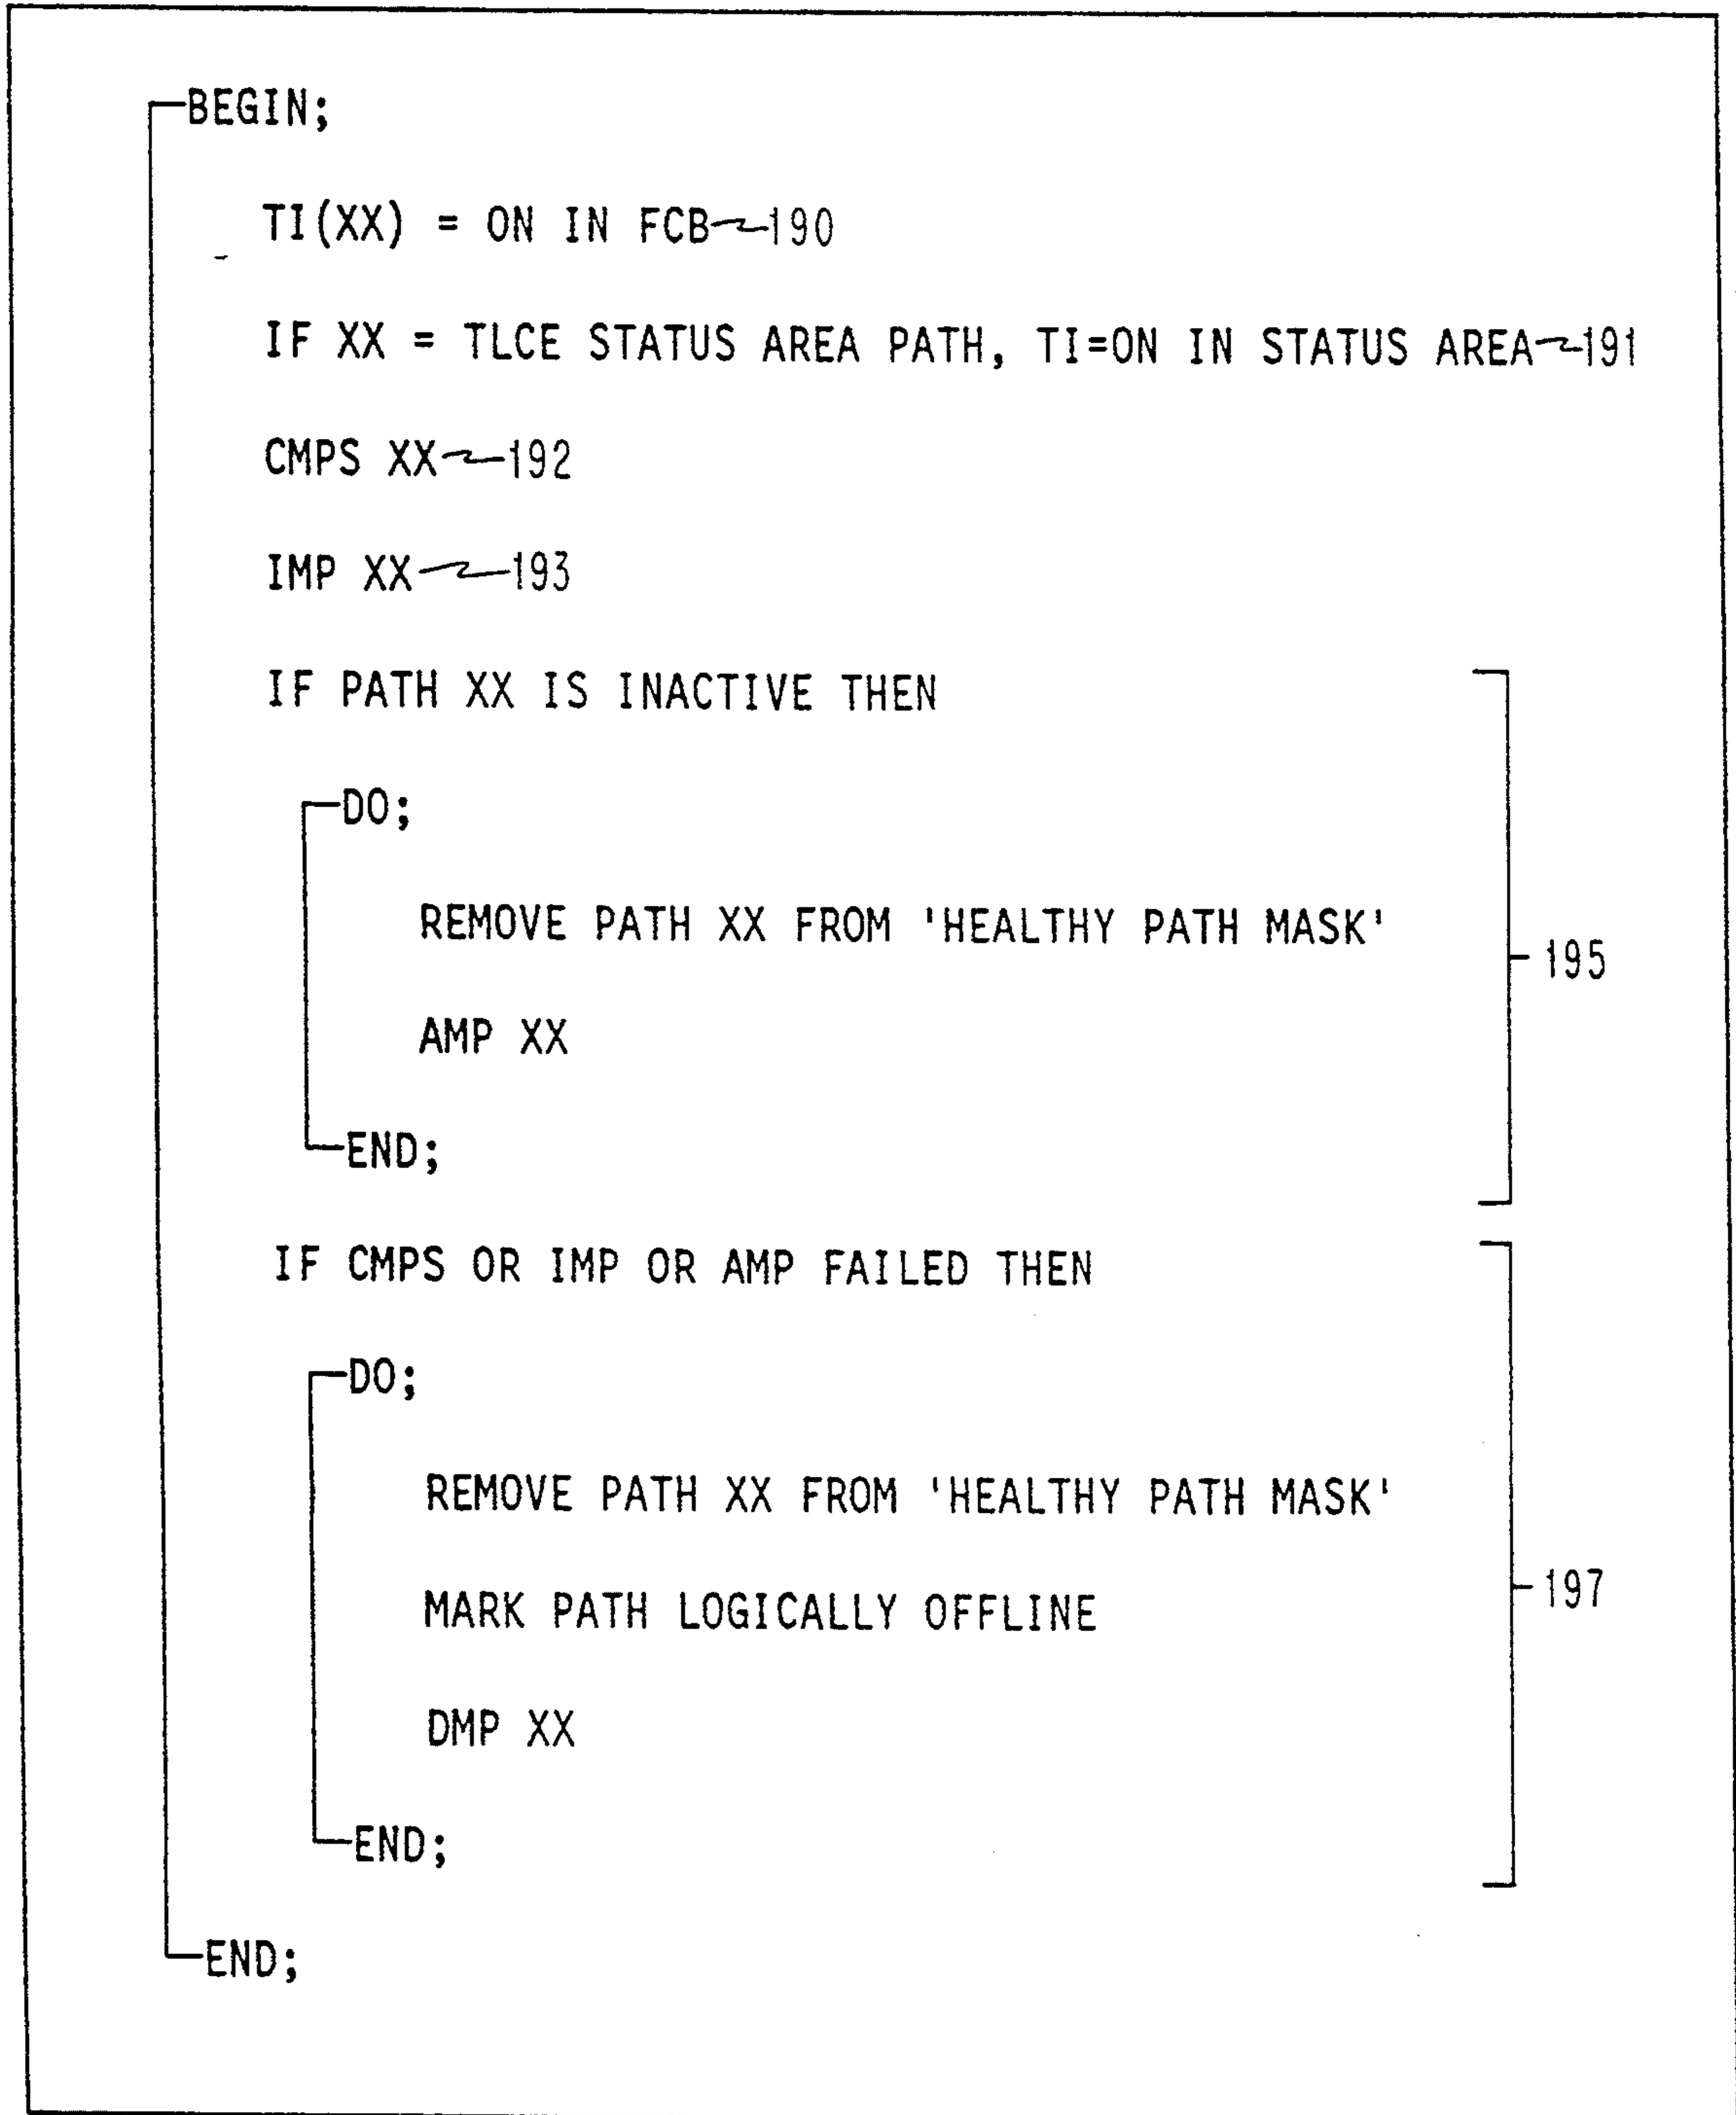 BEGIN;
TI(XX) = ON IN FCB 190
IF XX = TLCE STATUS AREA PATH, TI=ON IN STATUS AREA 191
CMPS XX 192
IMP XX 193
IF PATH XX IS INACTIVE THEN
DO;
REMOVE PATH XX FROM 'HEALTHY PATH MASK'
195
AMP XX
END;
IF CMPS OR IMP OR AMP FAILED THEN
DO;
REMOVE PATH XX FROM 'HEALTHY PATH MASK'
197
MARK PATH LOGICALLY OFFLINE
DMP XX
END;
END;